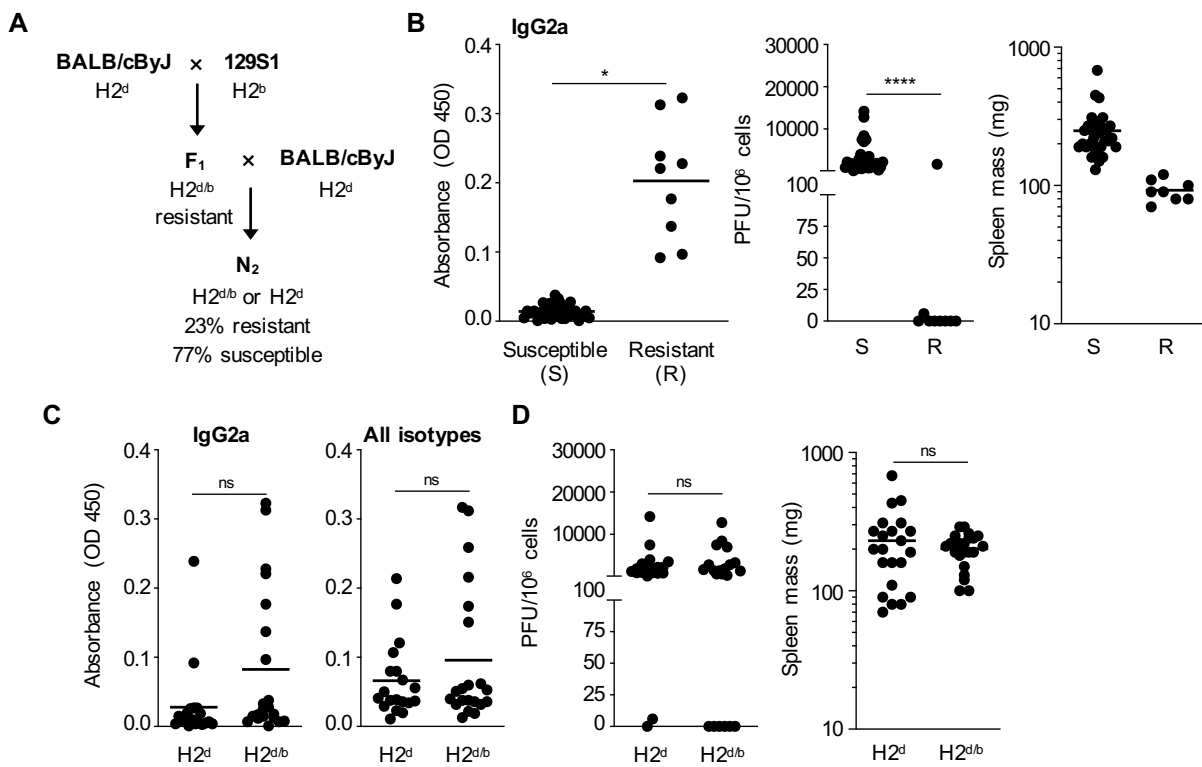 A
BALB/cByJ × 129S1
H2ᵈ H2ᵇ
F₁ × BALB/cByJ
H2ᵈ/ᵇ H2ᵈ
resistant
N₂
H2ᵈ/ᵇ or H2ᵈ
23% resistant
77% susceptible
B
IgG2a
Absorbance (OD 450)
0.4
0.3
0.2
0.1
0.0
*
Susceptible Resistant
(S) (R)
PFU/10⁶ cells
30000
20000
10000
100
75
50
25
0
****
S R
Spleen mass (mg)
1000
100
10
S R
C
IgG2a
Absorbance (OD 450)
0.4
0.3
0.2
0.1
0.0
ns
H2ᵈ H2ᵈ/ᵇ
All isotypes
0.4
0.3
0.2
0.1
0.0
ns
H2ᵈ H2ᵈ/ᵇ
D
PFU/10⁶ cells
30000
20000
10000
100
75
50
25
0
ns
H2ᵈ H2ᵈ/ᵇ
Spleen mass (mg)
1000
100
10
ns
H2ᵈ H2ᵈ/ᵇ